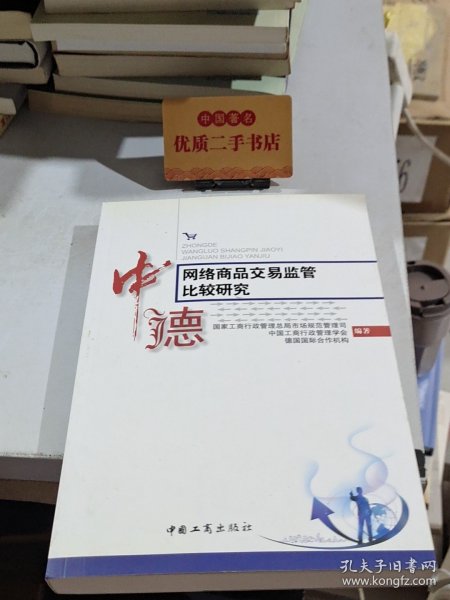 中国著名
优质二手书店
ZHONGDE
WANGLUO SHANGPIN JIAOYI
JIANGUAN BIJIAO YANJIU
中德
网络商品交易监管
比较研究
国家工商行政管理总局市场规范管理司
中国工商行政管理学会
德国国际合作机构
编著
中国工商出版社
孔夫子旧书网
www.kongfz.com